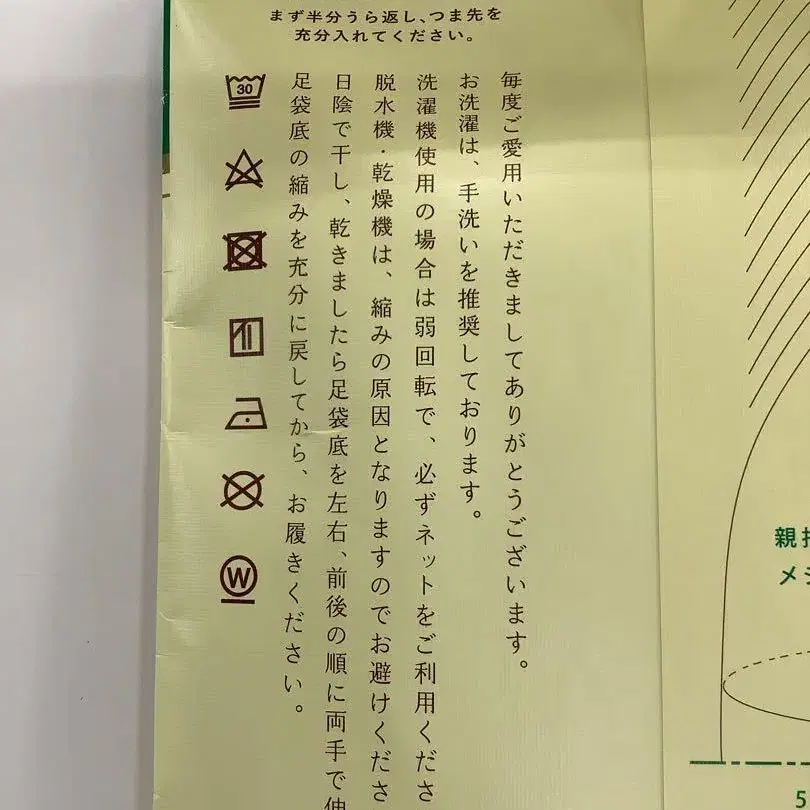 まず半分うら返し、つま先を
充分入れてください。
毎度ご愛用いただきましてありがとうございます。
お洗濯は、手洗いを推奨しております。
洗濯機使用の場合は弱回転で、必ずネットをご利用くださ
脱水機・乾燥機は、縮みの原因となりますのでお避けくださ
日陰で干し、乾きましたら足袋底を左右、前後の順に両手で伸
足袋底の縮みを充分に戻してから、お履きください。
30
W
親指
メジ
5